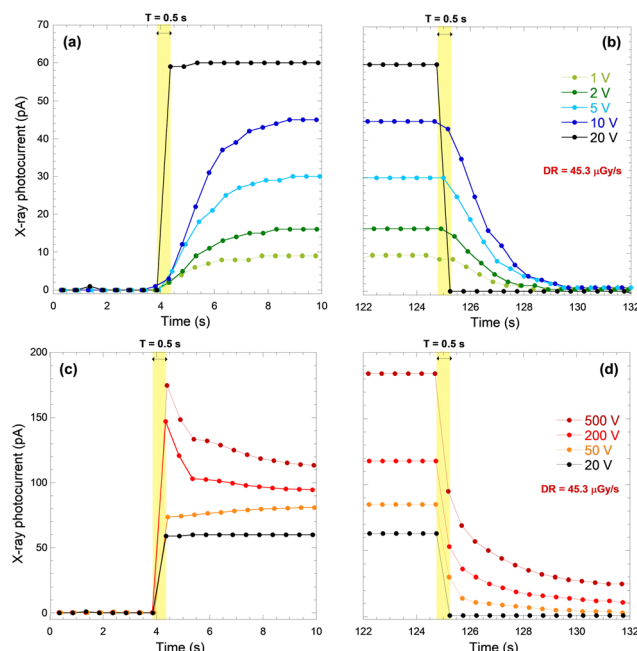 T = 0.5 s
T = 0.5 s
70
60
50
40
30
20
10
0
X-ray photocurrent (pA)
(a)
(b)
1 V
2 V
5 V
10 V
20 V
DR = 45.3 μGy/s
0 2 4 6 8 10
122 124 126 128 130 132
Time (s)
Time (s)
T = 0.5 s
T = 0.5 s
200
150
100
50
0
X-ray photocurrent (pA)
(c)
(d)
500 V
200 V
50 V
20 V
DR = 45.3 μGy/s
0 2 4 6 8 10
122 124 126 128 130 132
Time (s)
Time (s)